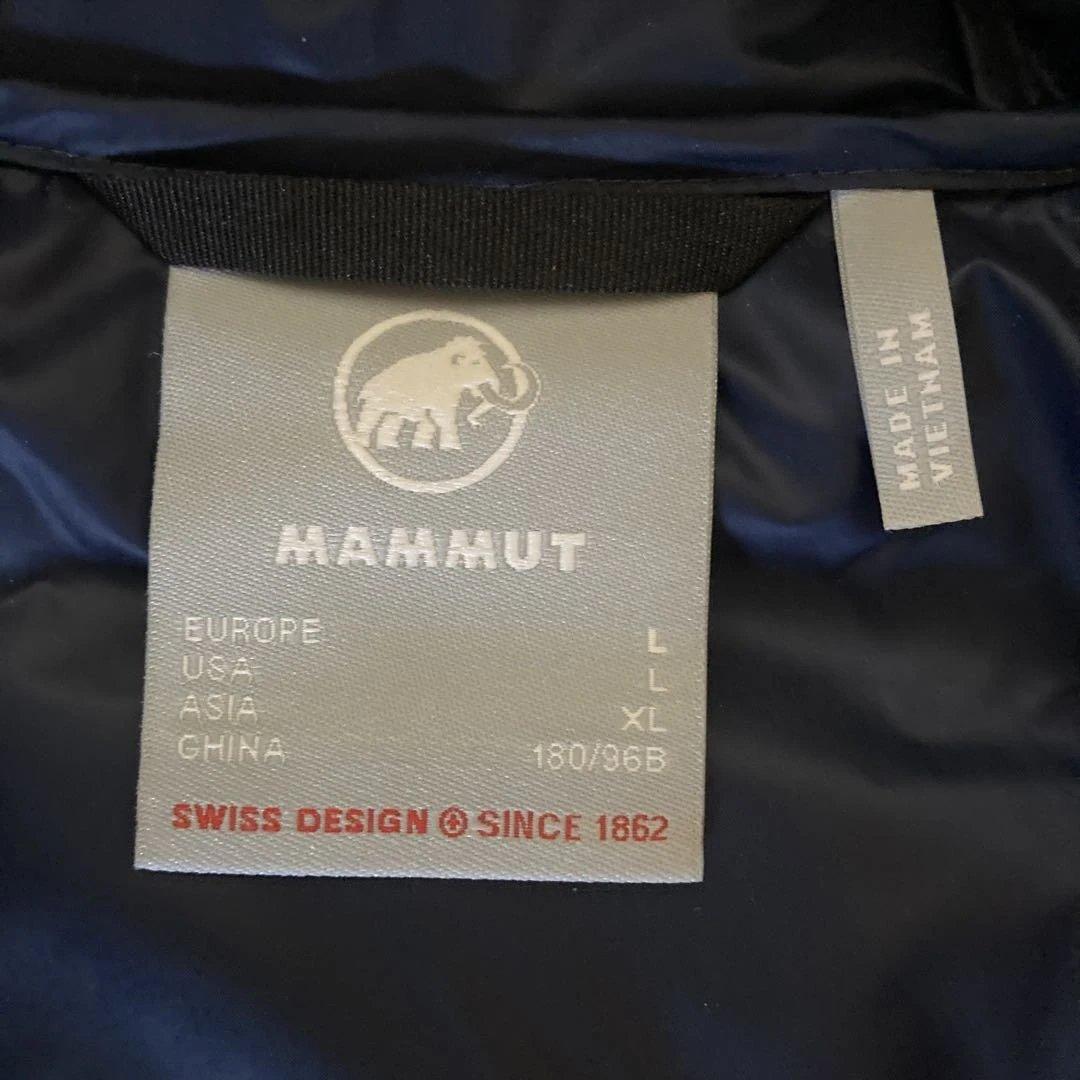 MAMMUT
EUROPE L
USA L
ASIA XL
CHINA 180/96B
SWISS DESIGN SINCE 1862
MADE IN
VIETNAM